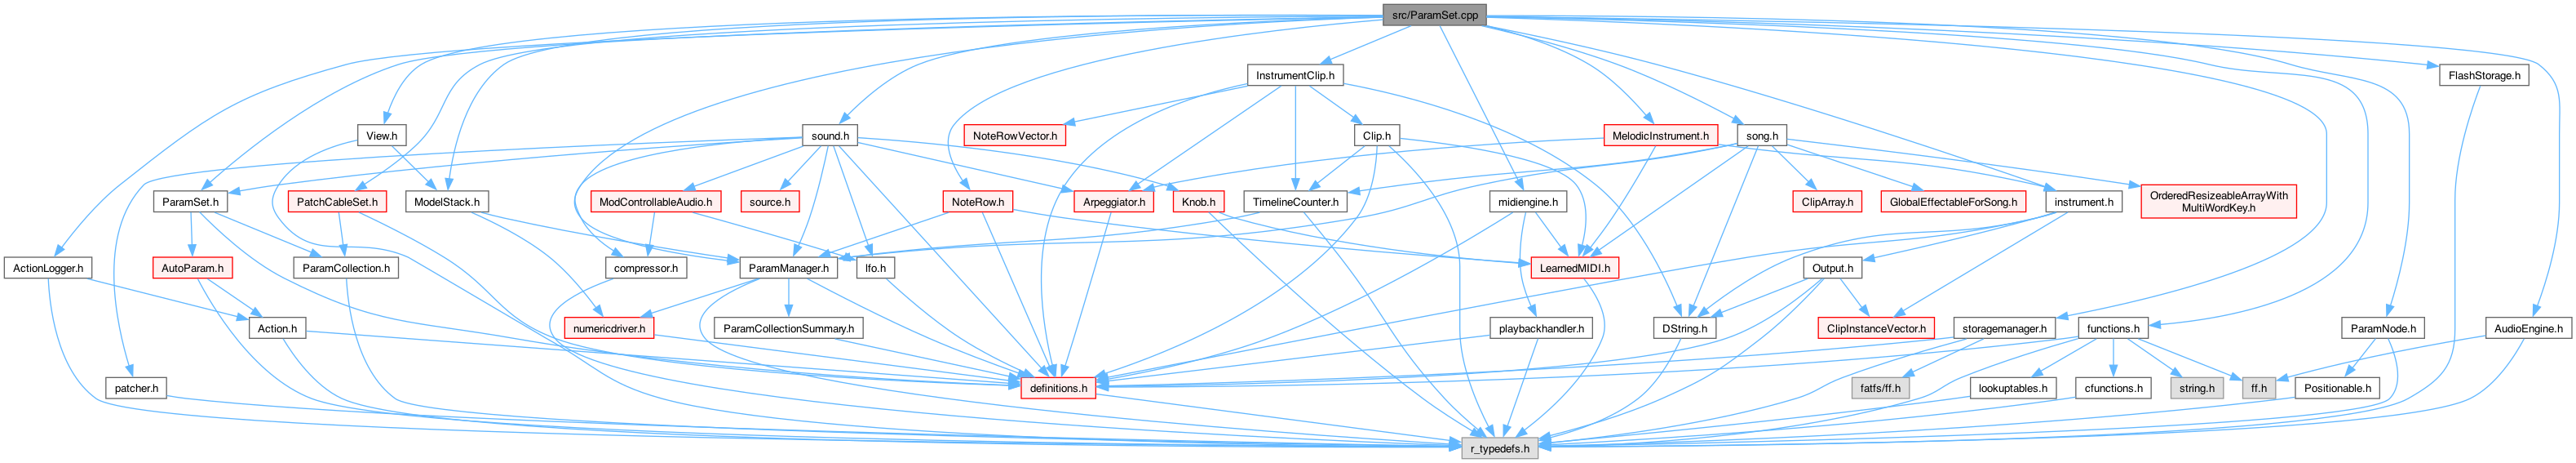 src/ParamSet.cpp
InstrumentClip.h
FlashStorage.h
View.h
sound.h
NoteRowVector.h
Clip.h
MelodicInstrument.h
song.h
ParamSet.h
PatchCableSet.h
ModelStack.h
ModControllableAudio.h
source.h
NoteRow.h
Arpeggiator.h
Knob.h
TimelineCounter.h
midiengine.h
ClipArray.h
GlobalEffectableForSong.h
instrument.h
OrderedResizeableArrayWith
MultiWordKey.h
ActionLogger.h
AutoParam.h
ParamCollection.h
compressor.h
ParamManager.h
lfo.h
LearnedMIDI.h
Output.h
Action.h
numericdriver.h
ParamCollectionSummary.h
playbackhandler.h
DString.h
ClipInstanceVector.h
storagemanager.h
functions.h
ParamNode.h
AudioEngine.h
patcher.h
definitions.h
fatfs/ff.h
lookuptables.h
cfunctions.h
string.h
ff.h
Positionable.h
r_typedefs.h